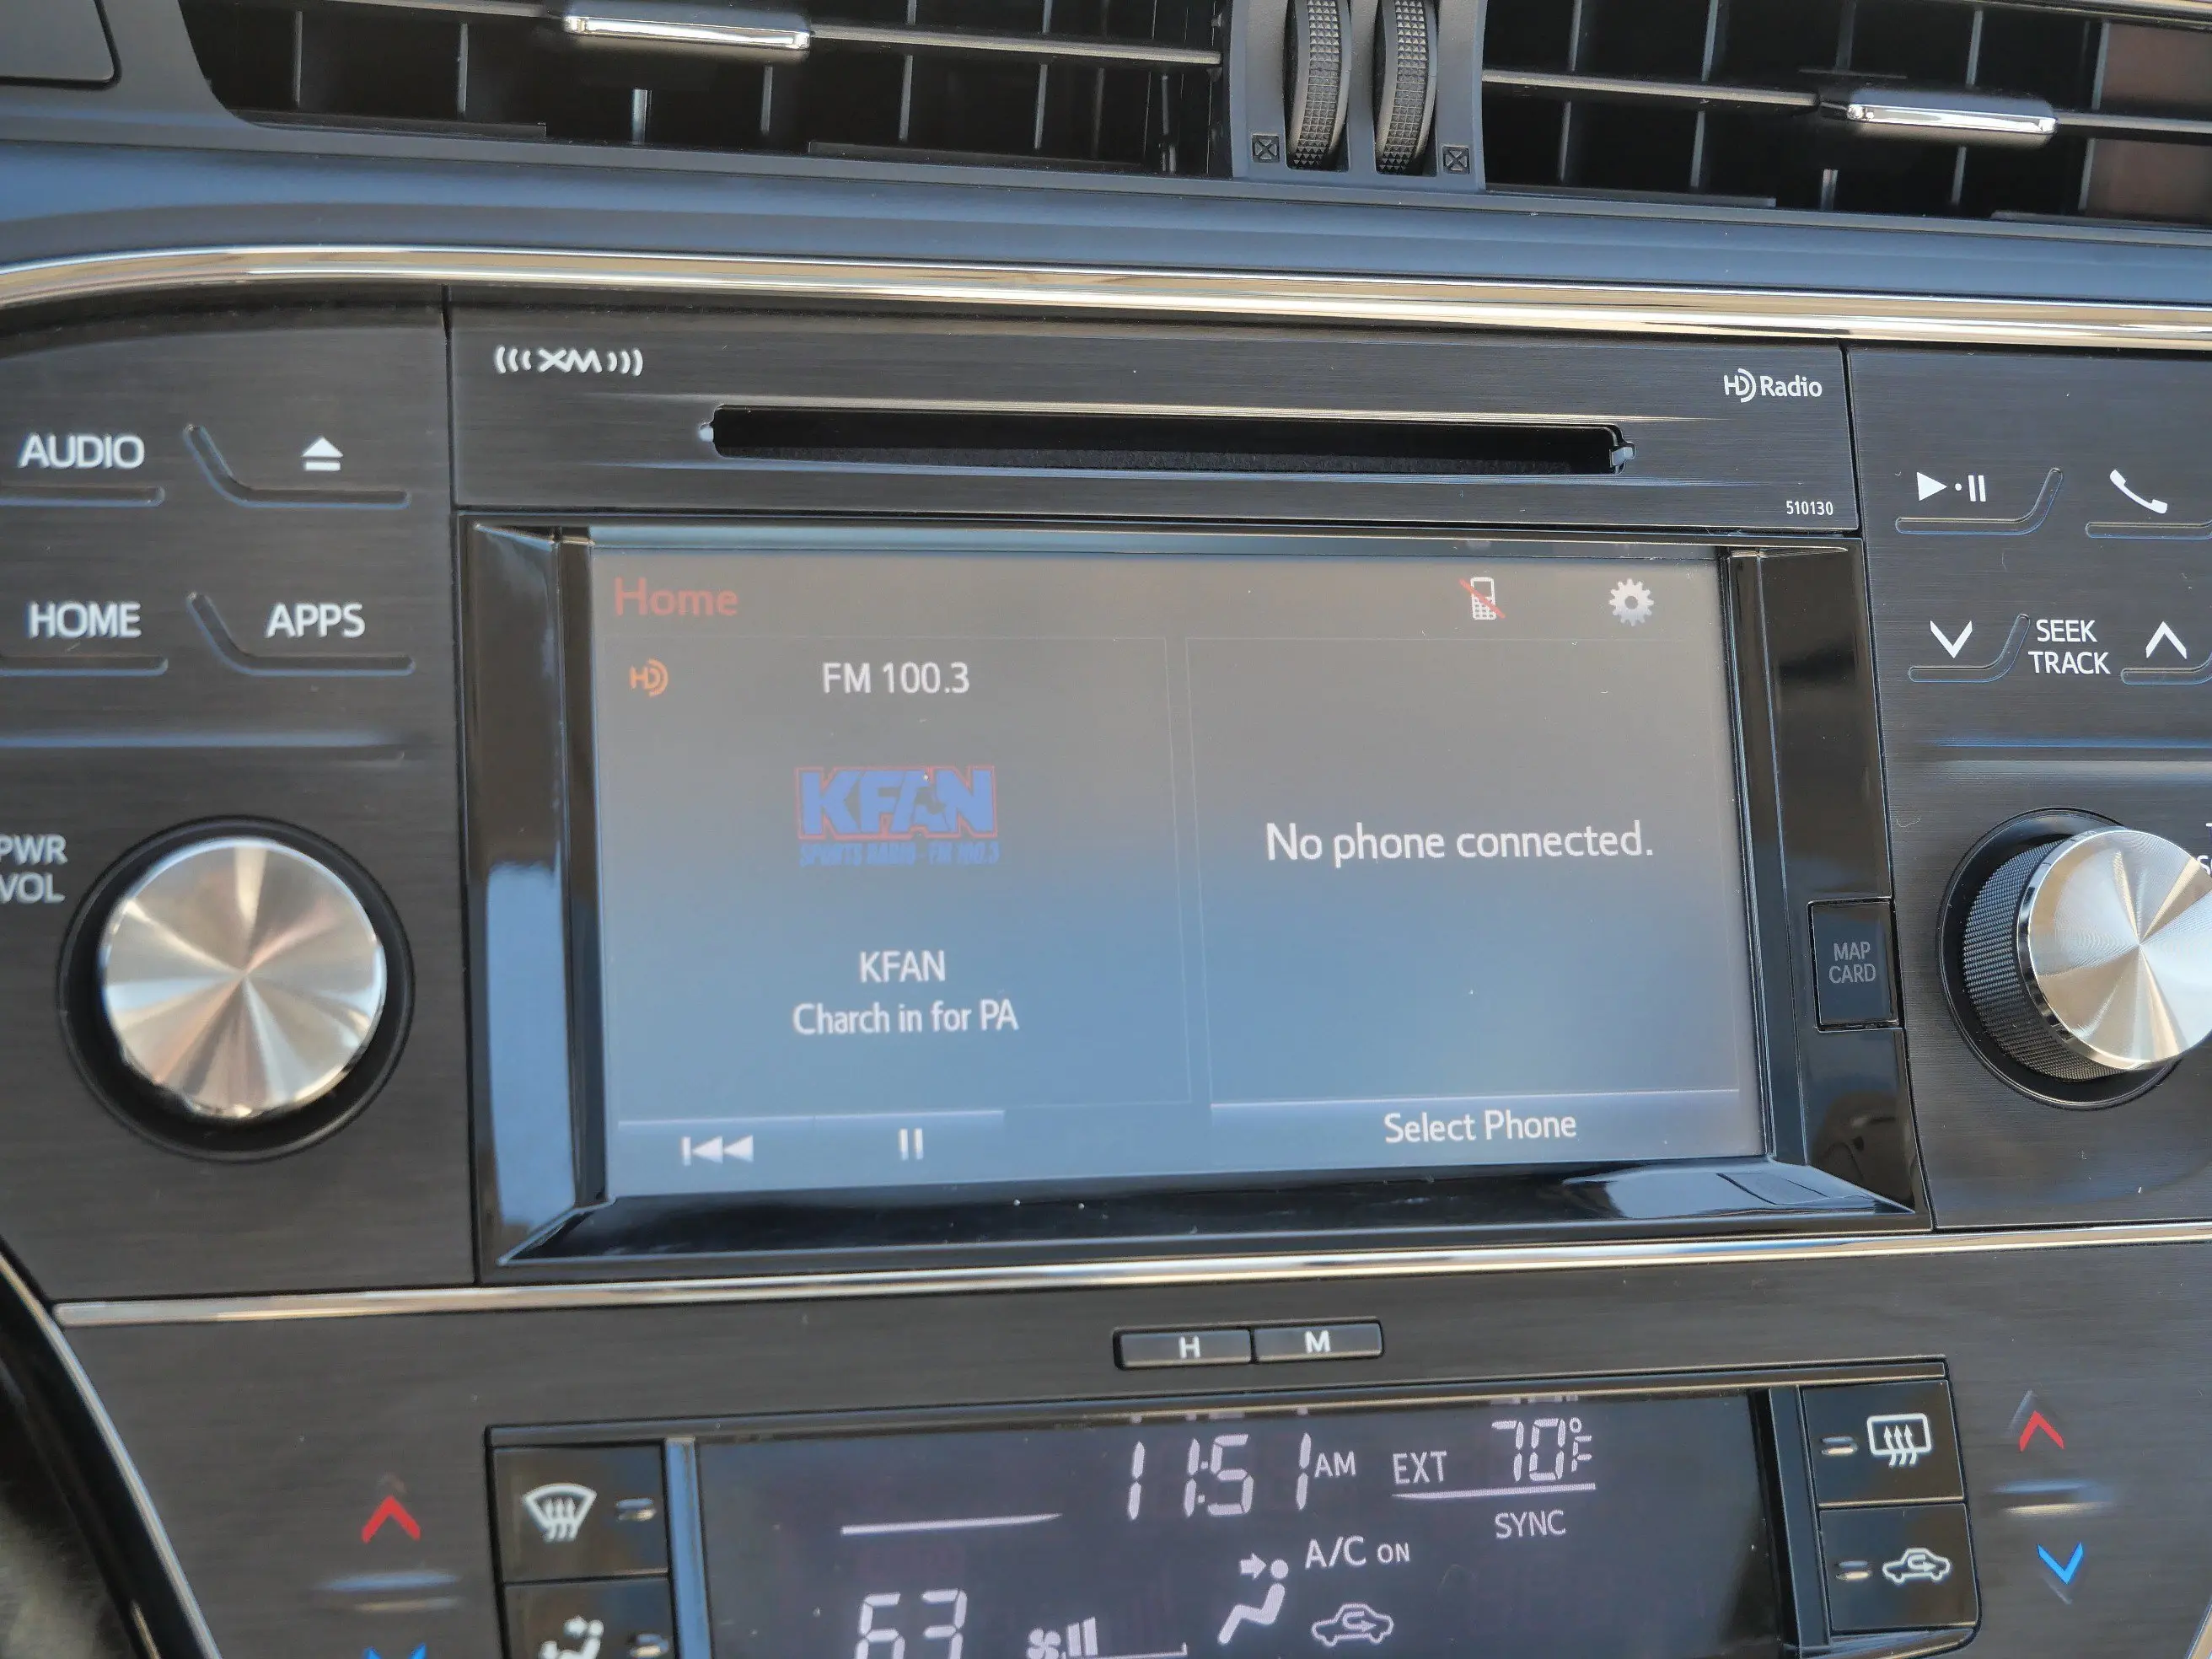 XM
HD Radio
AUDIO
510130
HOME
APPS
SEEK
TRACK
Home
HD
FM 100.3
KFAN
SPORTS RADIO - FM 100.3
No phone connected.
PWR
VOL
MAP
CARD
KFAN
Charch in for PA
Select Phone
H
M
11:51 AM
EXT 70°F
SYNC
A/C ON
63